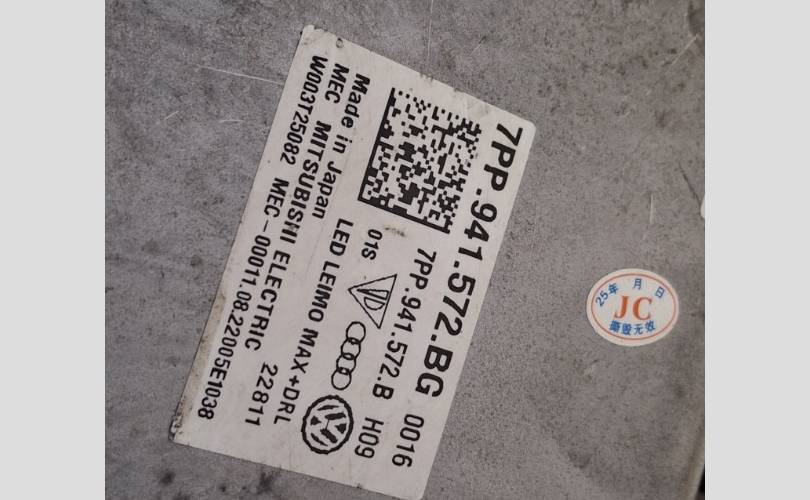 7PP.941.572.BG 0016
7PP.941.572.B H09
01S
LED LEIMO MAX+DRL
Made in Japan
MEC MITSUBISHI ELECTRIC 22811
W003T25082 MEC-00011.08.22005E1038
25年 月 日
JC
撕毁无效